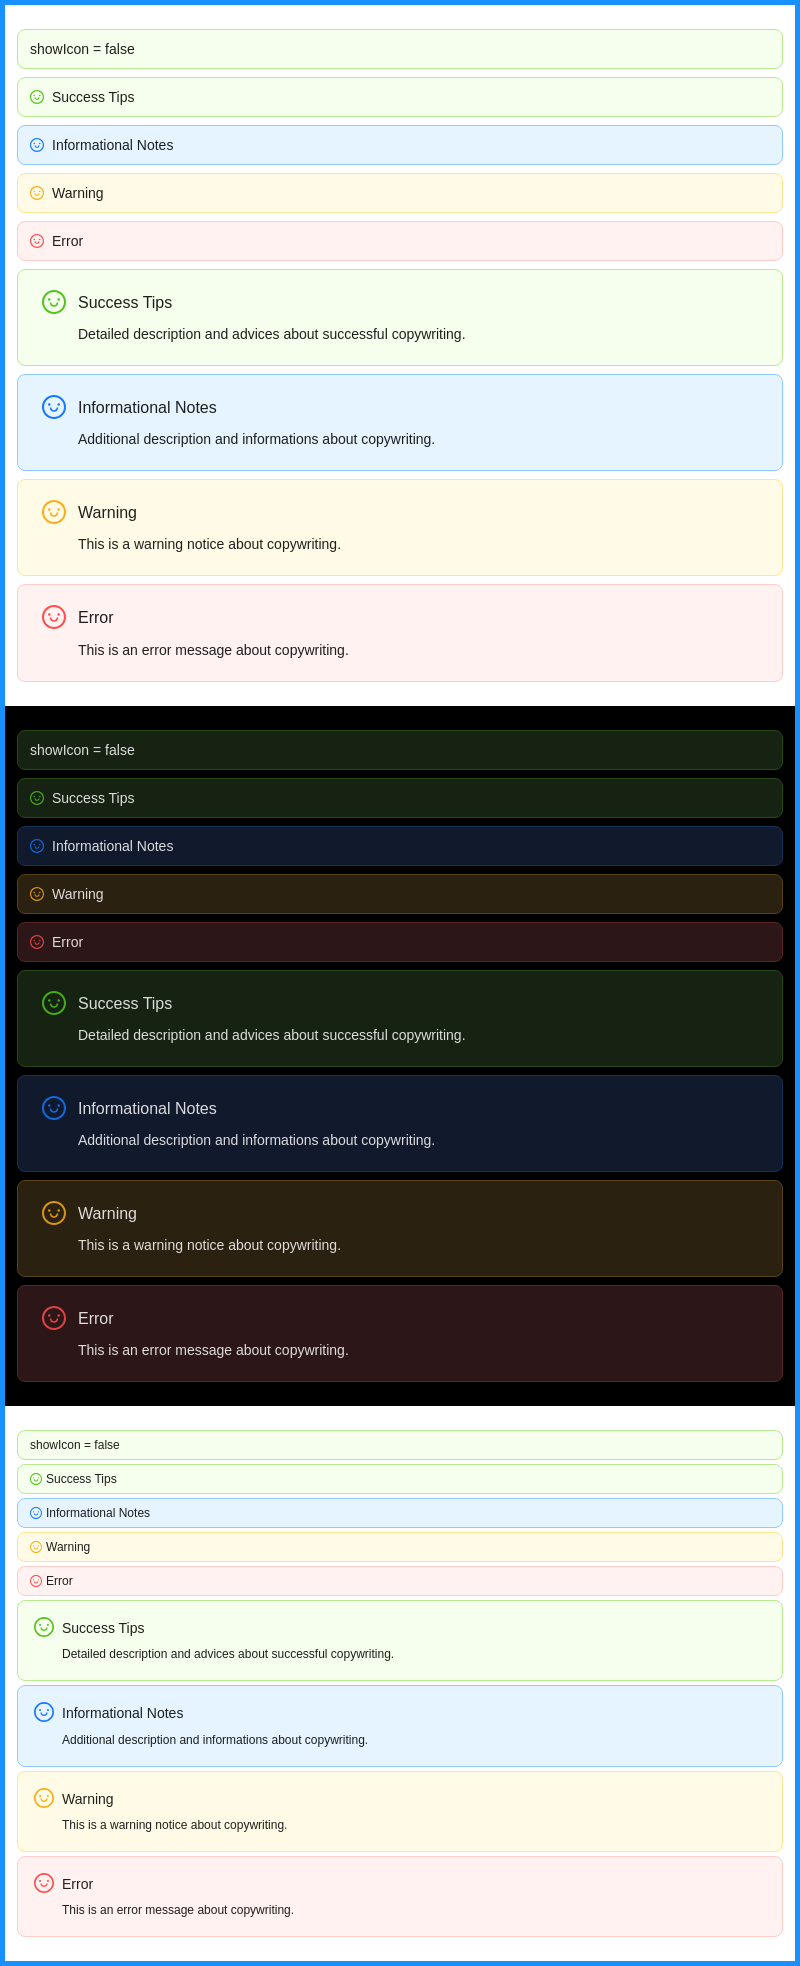 showIcon = false
Success Tips
Informational Notes
Warning
Error
Success Tips
Detailed description and advices about successful copywriting.
Informational Notes
Additional description and informations about copywriting.
Warning
This is a warning notice about copywriting.
Error
This is an error message about copywriting.
showIcon = false
Success Tips
Informational Notes
Warning
Error
Success Tips
Detailed description and advices about successful copywriting.
Informational Notes
Additional description and informations about copywriting.
Warning
This is a warning notice about copywriting.
Error
This is an error message about copywriting.
showIcon = false
Success Tips
Informational Notes
Warning
Error
Success Tips
Detailed description and advices about successful copywriting.
Informational Notes
Additional description and informations about copywriting.
Warning
This is a warning notice about copywriting.
Error
This is an error message about copywriting.